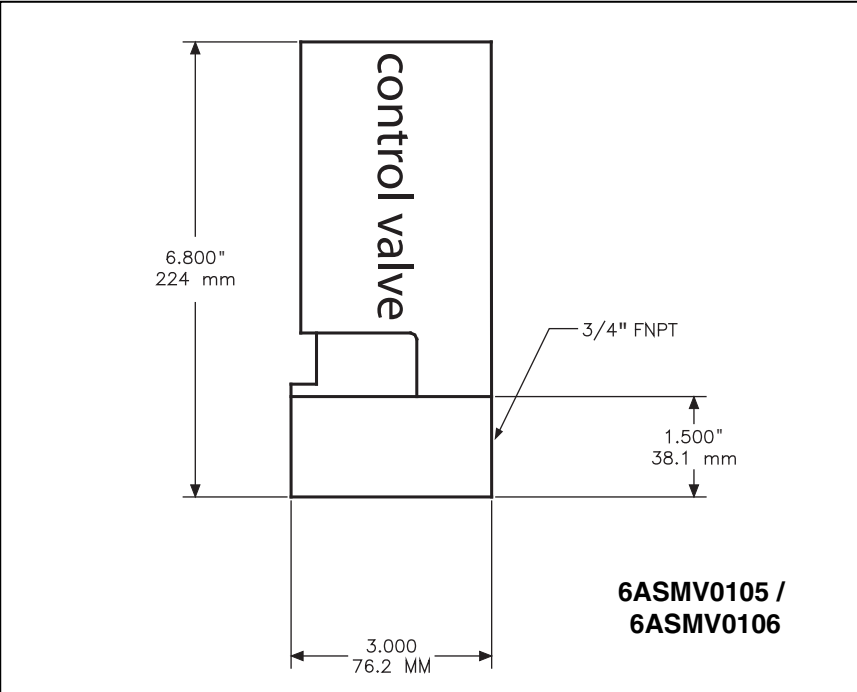 control valve
6.800"
224 mm
3/4" FNPT
1.500"
38.1 mm
6ASMV0105 /
6ASMV0106
3.000
76.2 MM